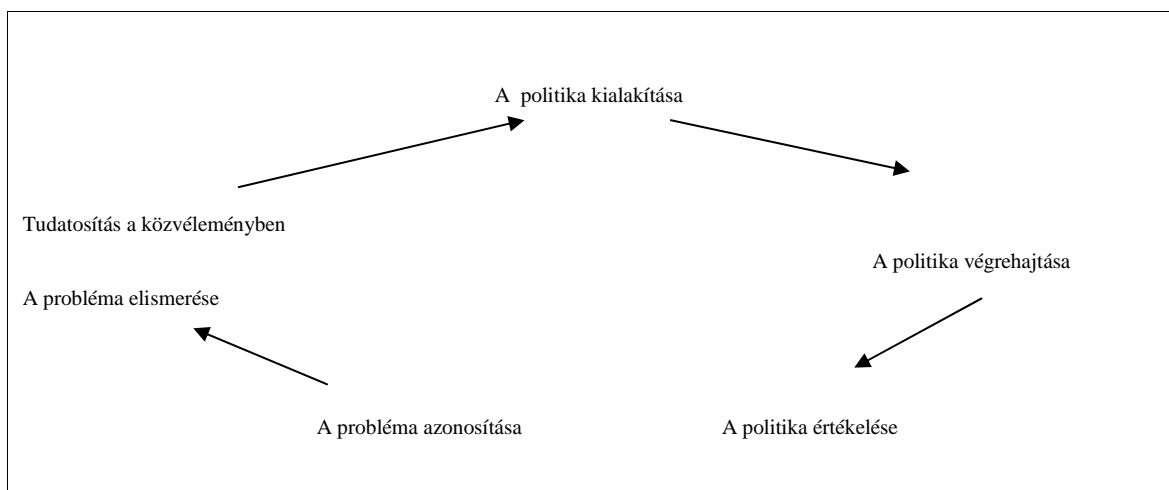 A politika kialakítása
Tudatosítás a közvéleményben
A politika végrehajtása
A probléma elismerése
A probléma azonosítása
A politika értékelése